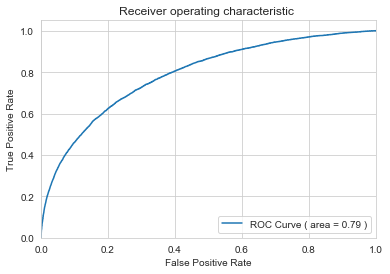 Receiver operating characteristic
True Positive Rate
1.0
0.8
0.6
0.4
0.2
0.0
ROC Curve ( area = 0.79 )
0.0 0.2 0.4 0.6 0.8 1.0
False Positive Rate